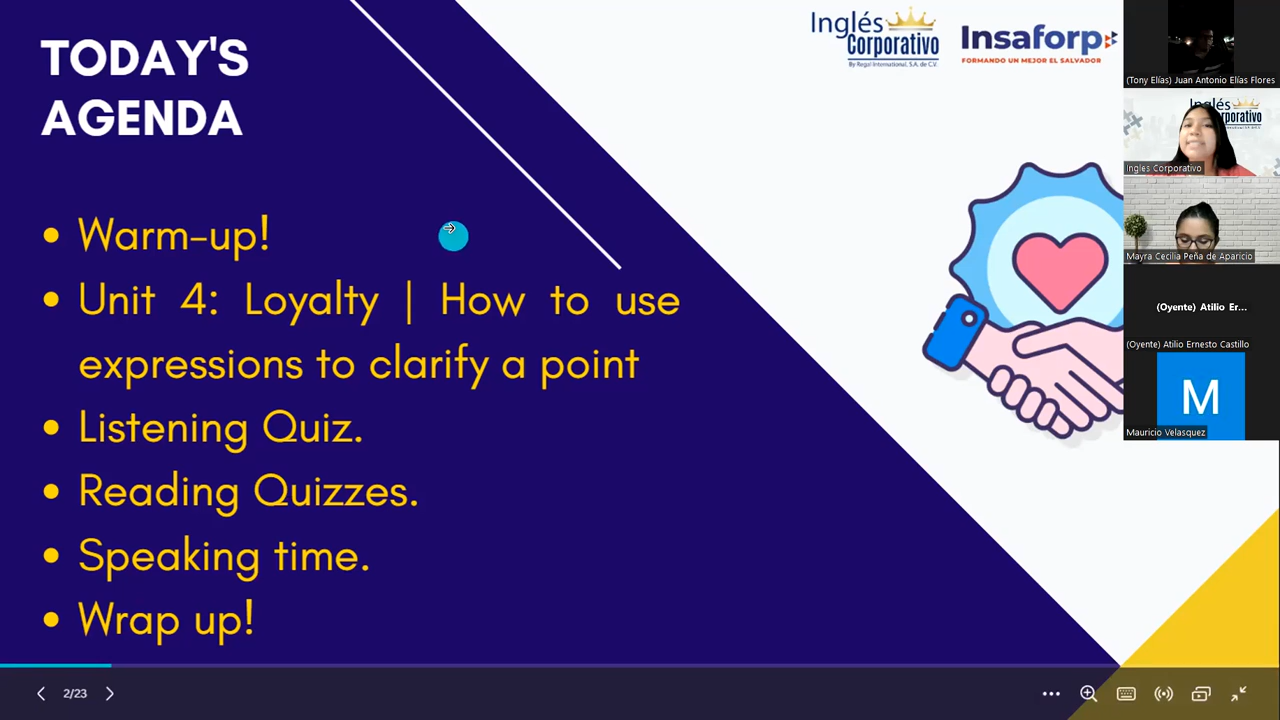 TODAY'S
AGENDA
• Warm-up!
• Unit 4: Loyalty | How to use
expressions to clarify a point
• Listening Quiz.
• Reading Quizzes.
• Speaking time.
• Wrap up!
Inglés
Corporativo
By Regal International, S.A. de C.V.
Insaforp
FORMANDO UN MEJOR EL SALVADOR
(Tony Elías) Juan Antonio Elías Flores
Inglés
Corporativo
Ingles Corporativo
Mayra Cecilia Peña de Aparicio
(Oyente) Atilio Er...
(Oyente) Atilio Ernesto Castillo
M
Mauricio Velasquez
2/23